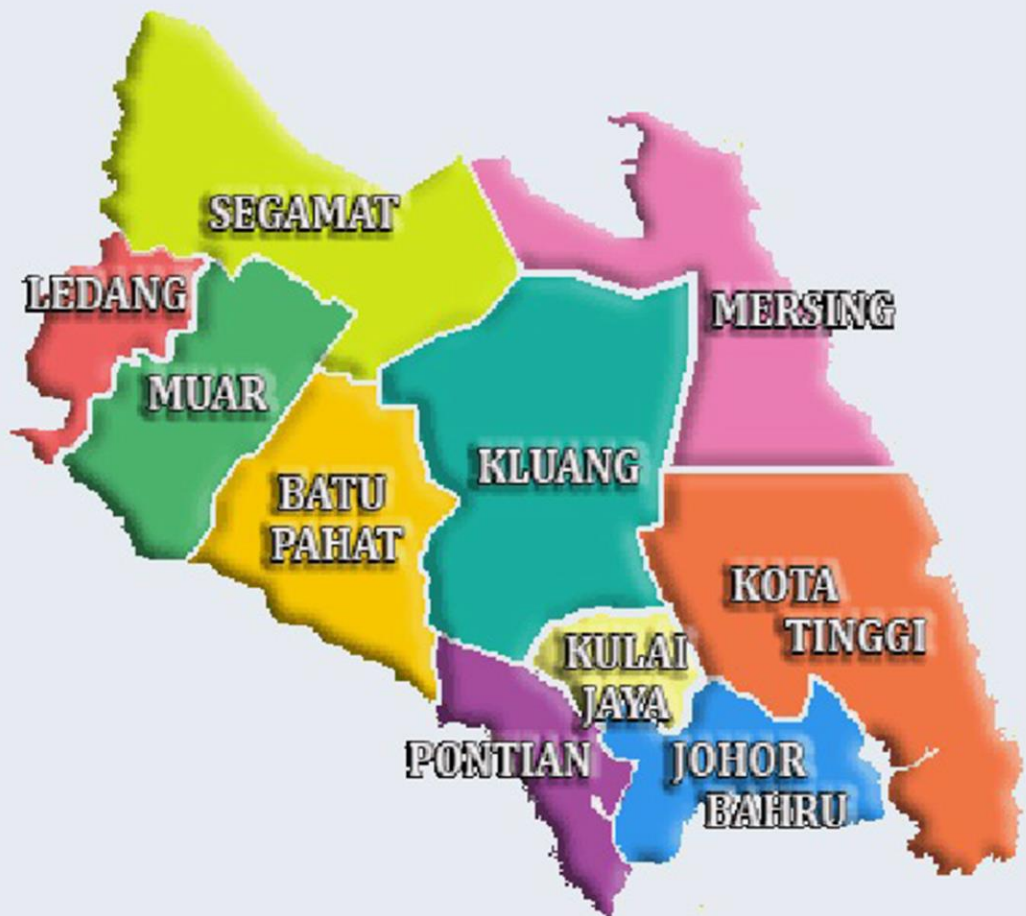 SEGAMAT
LEDANG
MERSING
MUAR
KLUANG
BATU
PAHAT
KOTA
TINGGI
KULAI
JAYA
PONTIAN
JOHOR
BAHRU